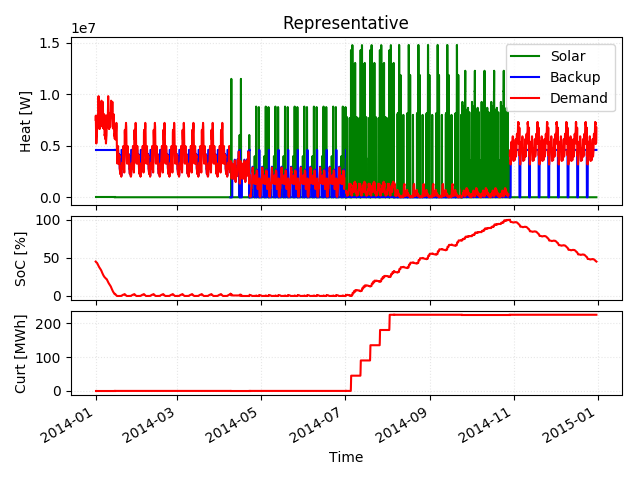 Representative
1e7
1.5
1.0
0.5
0.0
Heat [W]
Solar
Backup
Demand
100
50
0
SoC [%]
200
100
0
Curt [MWh]
2014-01
2014-03
2014-05
2014-07
2014-09
2014-11
2015-01
Time